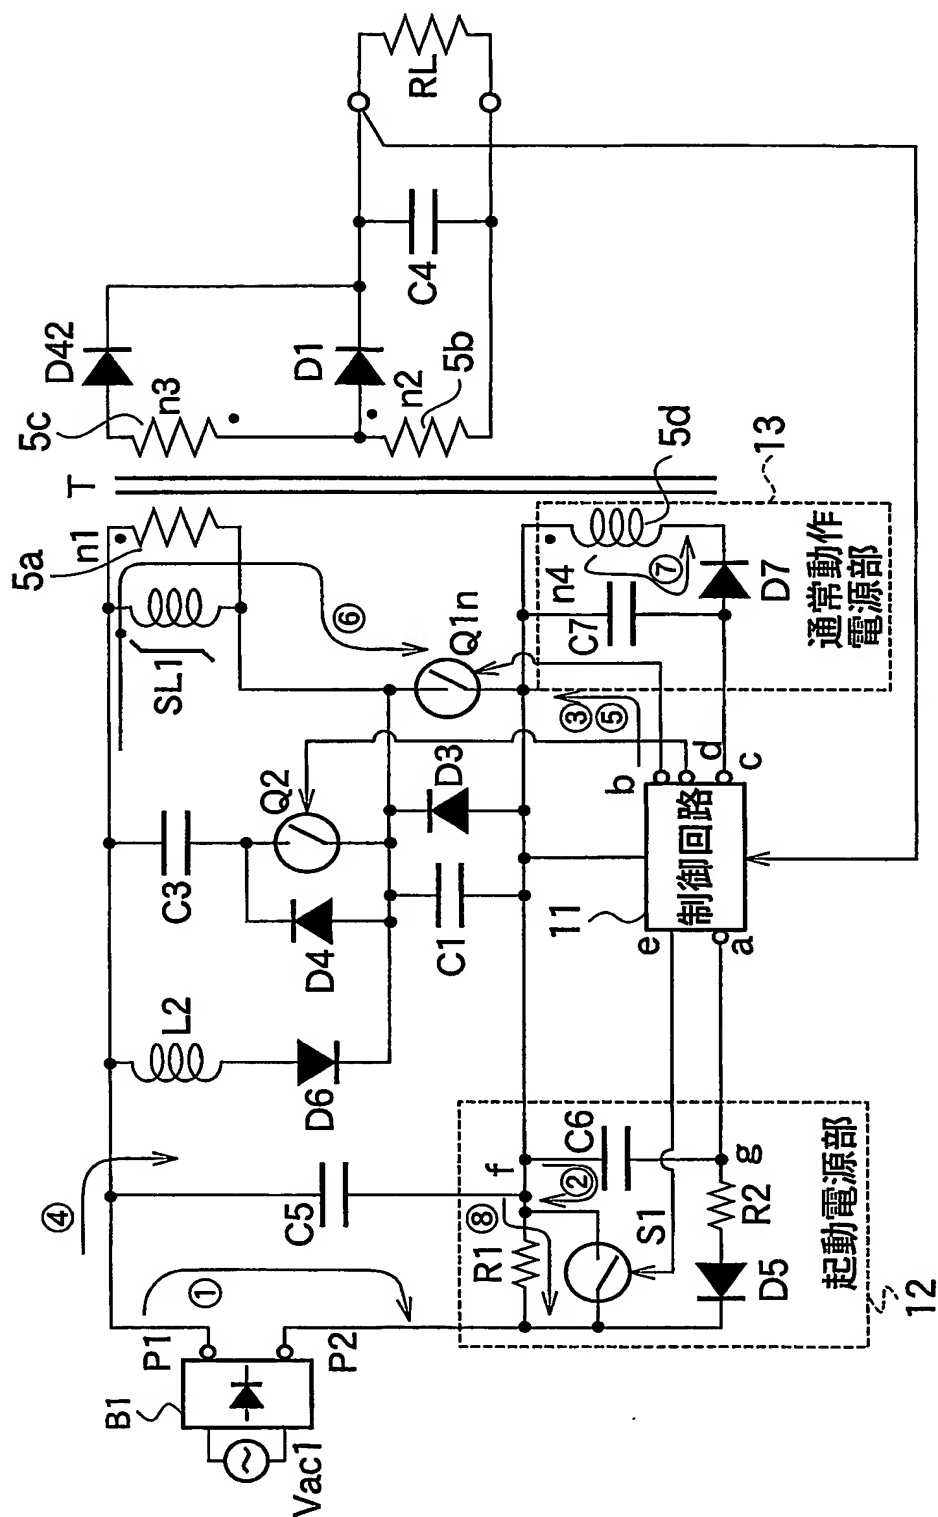 Vac1
B1
P1
P2
①
④
C5
L2
D6
D4
C3
Q2
SL1
5a
n1
T
5c
n3
D42
D1
n2
5b
C4
RL
⑥
Q1n
C1
D3
③
⑤
n4
C7
⑦
5d
D7
13
通常動作
電源部
11
制御回路
a
b
c
d
e
f
g
R1
⑧
②
C6
S1
R2
D5
起動電源部
12